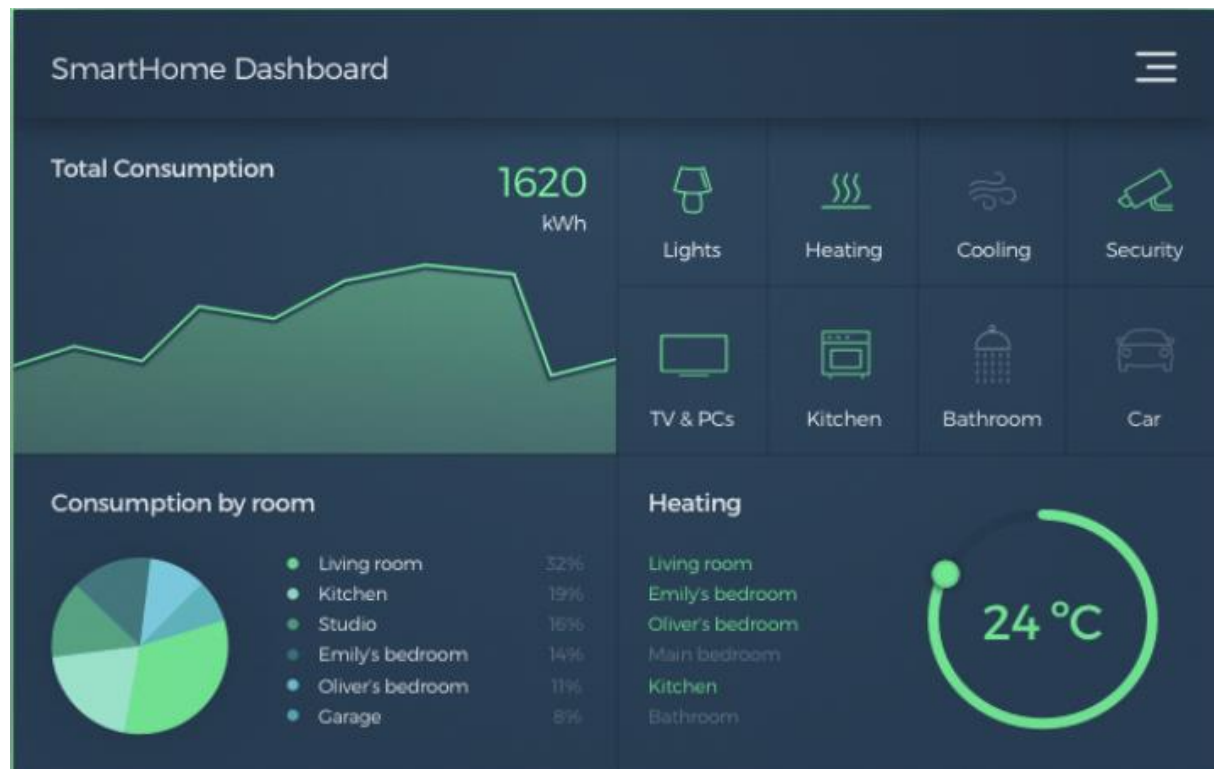 SmartHome Dashboard
Total Consumption
1620
kWh
Lights
Heating
Cooling
Security
TV & PCs
Kitchen
Bathroom
Car
Consumption by room
Living room 32%
Kitchen 19%
Studio 16%
Emily's bedroom 14%
Oliver's bedroom 11%
Garage 8%
Heating
Living room
Emily's bedroom
Oliver's bedroom
Main bedroom
Kitchen
Bathroom
24 °C